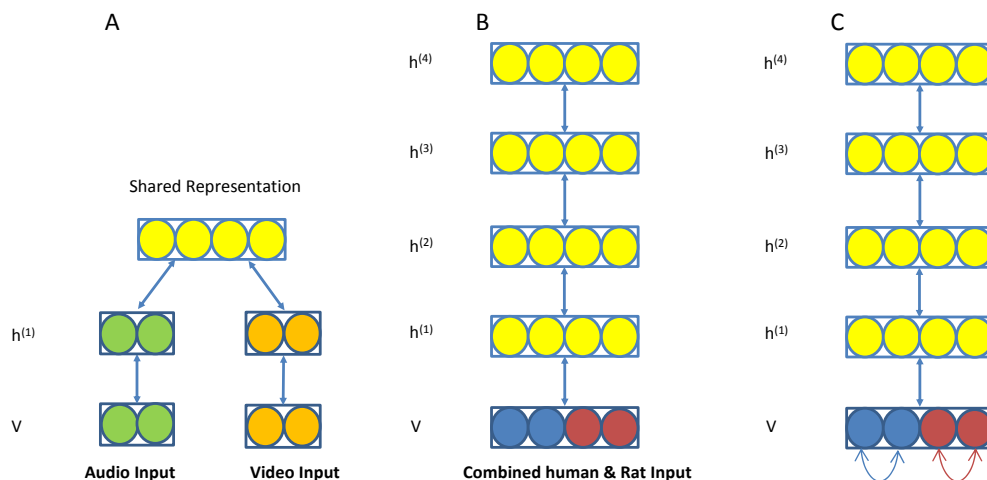 A
Shared Representation
h(1)
V
Audio Input
Video Input
B
h(4)
h(3)
h(2)
h(1)
V
Combined human & Rat Input
C
h(4)
h(3)
h(2)
h(1)
V